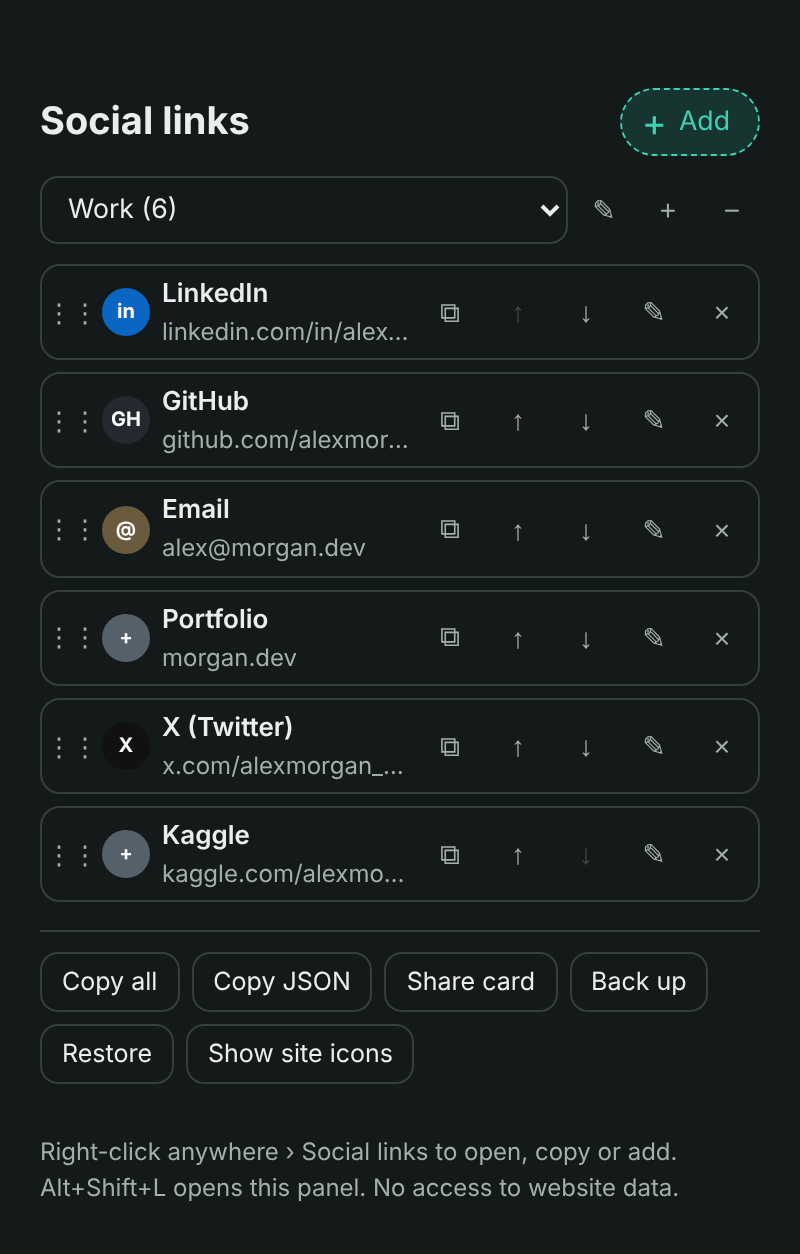 Social links
+ Add
Work (6)
✎ + −
in LinkedIn
linkedin.com/in/alex...
GH GitHub
github.com/alexmor...
@ Email
alex@morgan.dev
+ Portfolio
morgan.dev
X X (Twitter)
x.com/alexmorgan_...
+ Kaggle
kaggle.com/alexmo...
Copy all Copy JSON Share card Back up
Restore Show site icons
Right-click anywhere › Social links to open, copy or add.
Alt+Shift+L opens this panel. No access to website data.